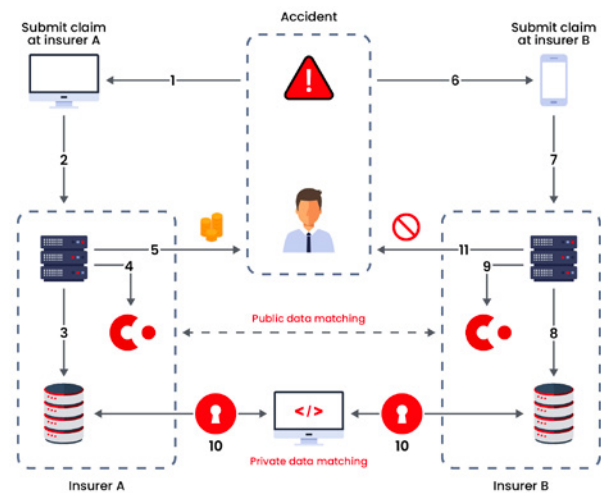 Accident
Submit claim
at insurer A
Submit claim
at insurer B
1
6
2
7
5
11
4
9
3
8
Public data matching
</>
10
10
Private data matching
Insurer A
Insurer B